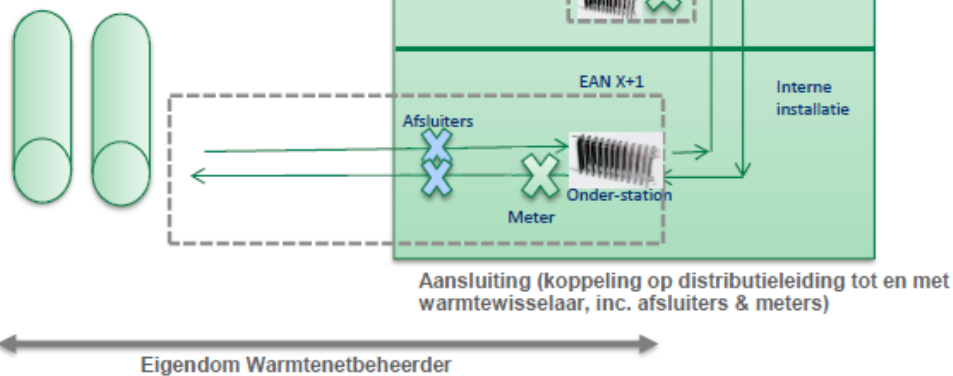 EAN X+1
Interne
installatie
Afsluiters
Onder-station
Meter
Aansluiting (koppeling op distributieleiding tot en met
warmtewisselaar, inc. afsluiters & meters)
Eigendom Warmtenetbeheerder